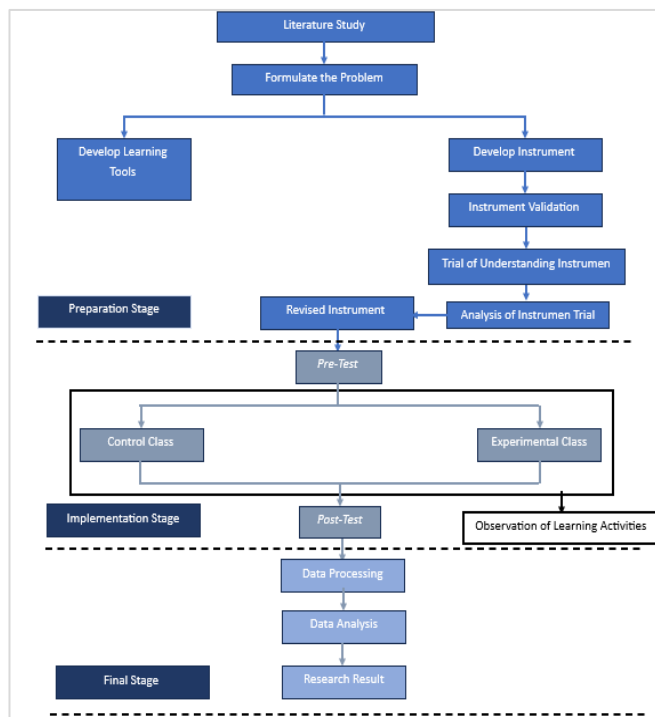 Literature Study
Formulate the Problem
Develop Learning
Tools
Develop Instrument
Instrument Validation
Trial of Understanding Instrumen
Preparation Stage
Revised Instrument
Analysis of Instrumen Trial
Pre-Test
Control Class
Experimental Class
Implementation Stage
Post-Test
Observation of Learning Activities
Data Processing
Data Analysis
Final Stage
Research Result